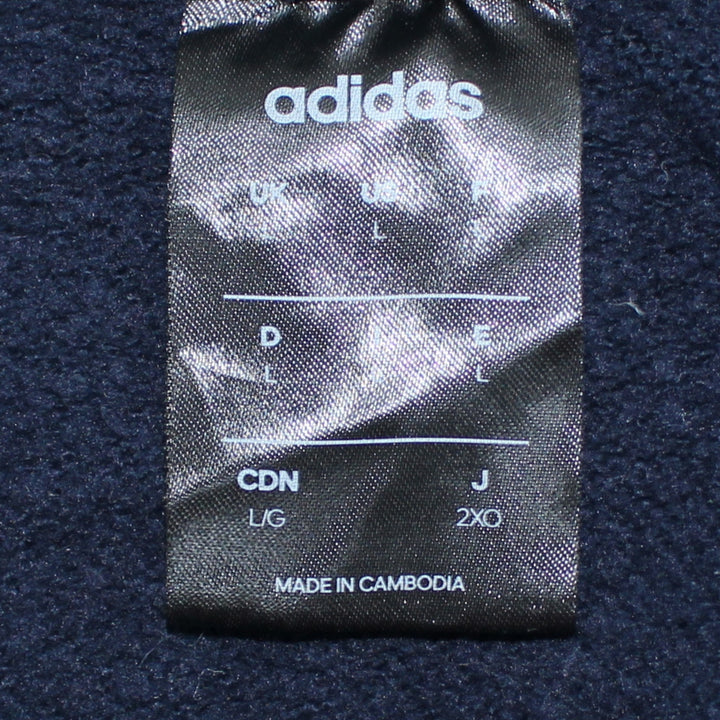 adidas
UK US F
L L
D E
L L
CDN J
L/G 2XO
MADE IN CAMBODIA